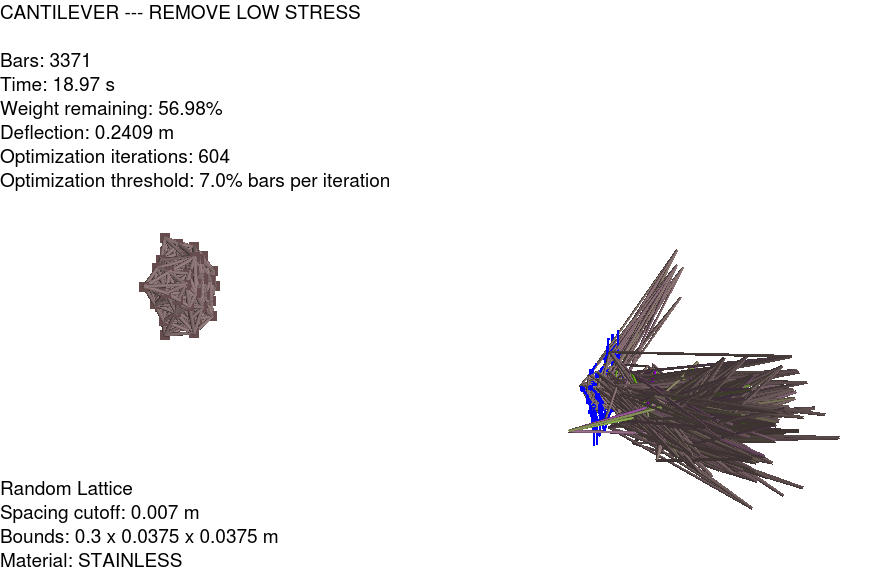 CANTILEVER --- REMOVE LOW STRESS
Bars: 3371
Time: 18.97 s
Weight remaining: 56.98%
Deflection: 0.2409 m
Optimization iterations: 604
Optimization threshold: 7.0% bars per iteration
Random Lattice
Spacing cutoff: 0.007 m
Bounds: 0.3 x 0.0375 x 0.0375 m
Material: STAINLESS